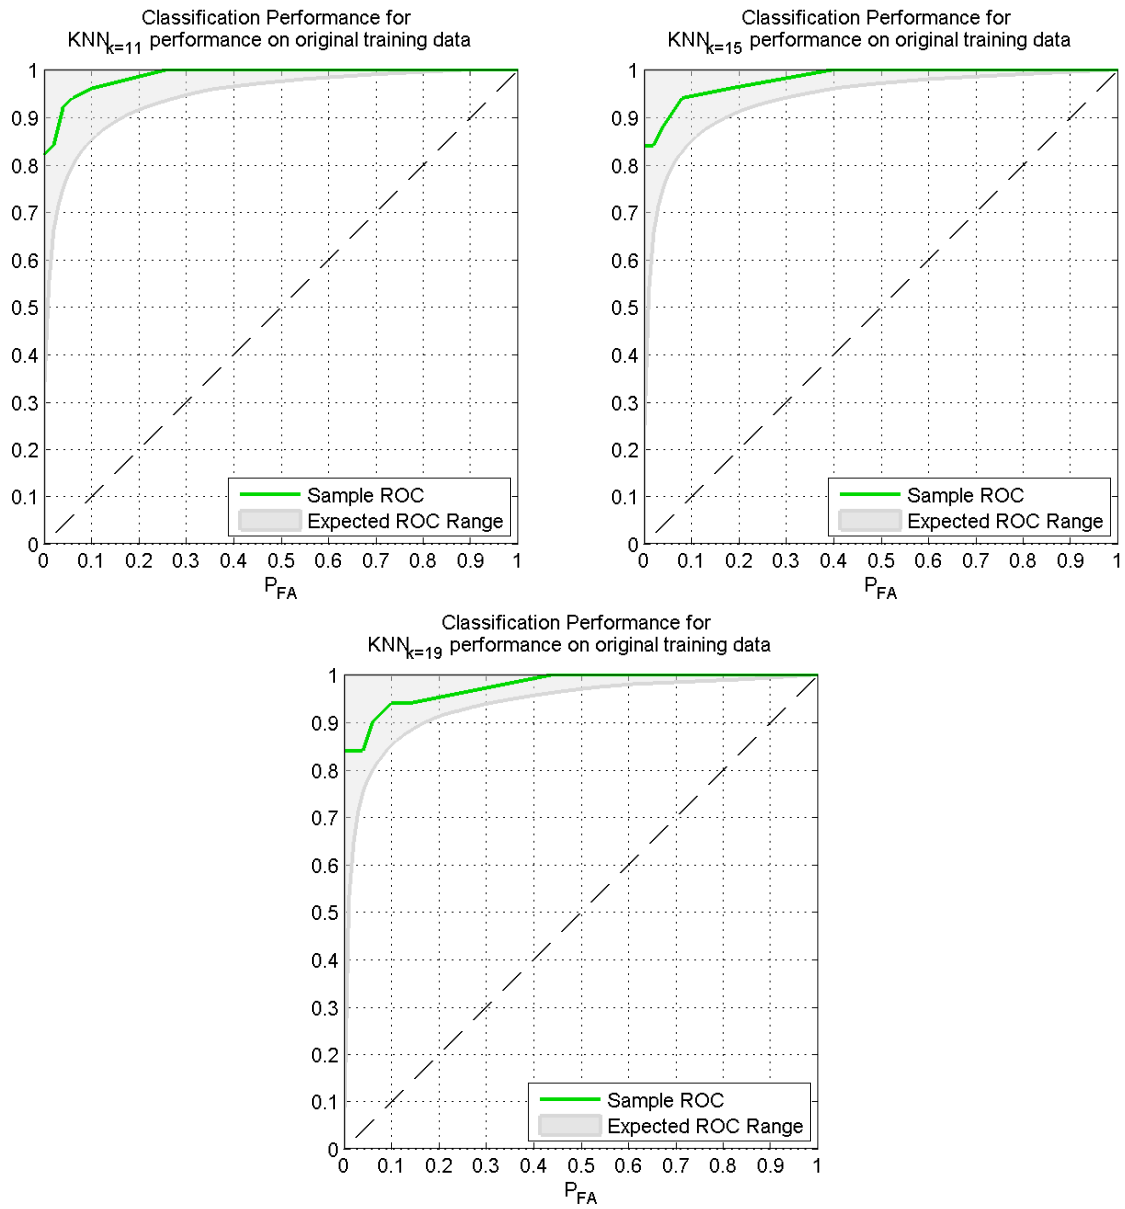 Classification Performance for
KNN_k=11 performance on original training data
1
0.9
0.8
0.7
0.6
0.5
0.4
0.3
0.2
0.1
0
0 0.1 0.2 0.3 0.4 0.5 0.6 0.7 0.8 0.9 1
P_FA
Sample ROC
Expected ROC Range
Classification Performance for
KNN_k=15 performance on original training data
1
0.9
0.8
0.7
0.6
0.5
0.4
0.3
0.2
0.1
0
0 0.1 0.2 0.3 0.4 0.5 0.6 0.7 0.8 0.9 1
P_FA
Sample ROC
Expected ROC Range
Classification Performance for
KNN_k=19 performance on original training data
1
0.9
0.8
0.7
0.6
0.5
0.4
0.3
0.2
0.1
0
0 0.1 0.2 0.3 0.4 0.5 0.6 0.7 0.8 0.9 1
P_FA
Sample ROC
Expected ROC Range